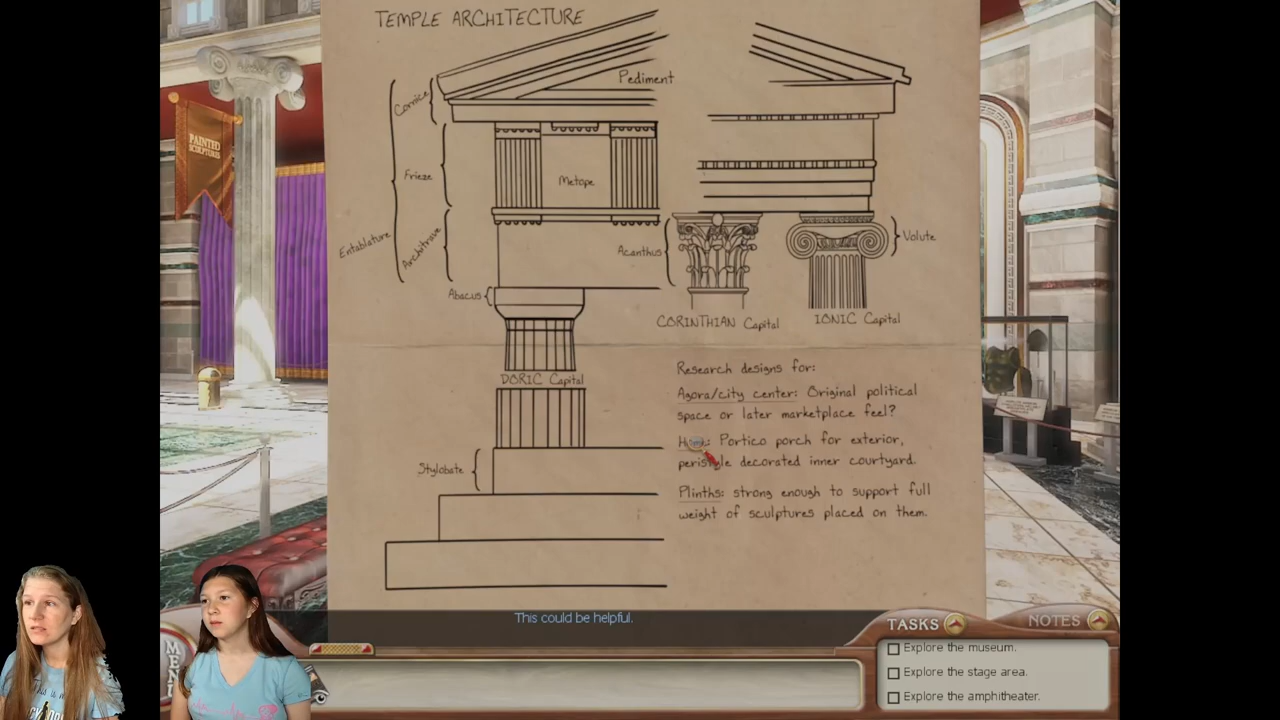 TEMPLE ARCHITECTURE
Pediment
Cornice
PAINTED
SCULPTURES
Frieze
Metope
Entablature
Architrave
Acanthus
Volute
Abacus
CORINTHIAN Capital
IONIC Capital
DORIC Capital
Research designs for:
Agora/city center: Original political
space or later marketplace feel?
Portico porch for exterior,
decorated inner courtyard.
Stylobate
Plinths: strong enough to support full
weight of sculptures placed on them.
This could be helpful.
TASKS
NOTES
Explore the museum.
Explore the stage area.
Explore the amphitheater.